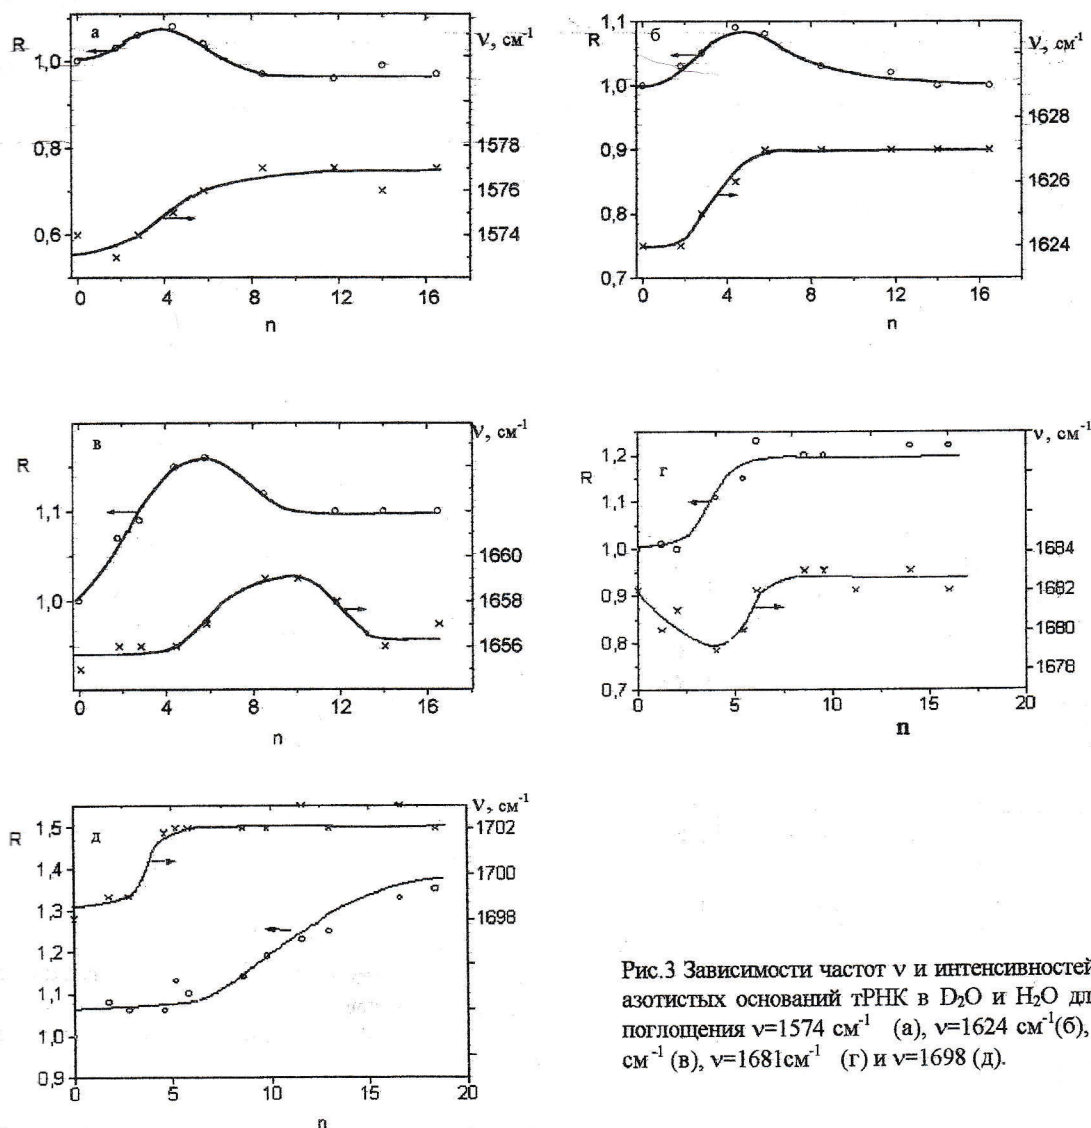 а
R
ν, см-1
1,0
0,8
0,6
1578
1576
1574
0 4 8 12 16
n
б
R
ν, см-1
1,1
1,0
0,9
0,8
0,7
1628
1626
1624
0 4 8 12 16
n
в
R
ν, см-1
1,1
1,0
1660
1658
1656
0 4 8 12 16
n
г
R
ν, см-1
1,2
1,1
1,0
0,9
0,8
0,7
1684
1682
1680
1678
0 5 10 15 20
n
д
R
ν, см-1
1,5
1,4
1,3
1,2
1,1
1,0
0,9
1702
1700
1698
0 5 10 15 20
n
Рис.3 Зависимости частот ν и интенсивностей
азотистых оснований тРНК в D2O и H2O дл
поглощения ν=1574 см-1 (а), ν=1624 см-1(б),
см-1 (в), ν=1681см-1 (г) и ν=1698 (д).